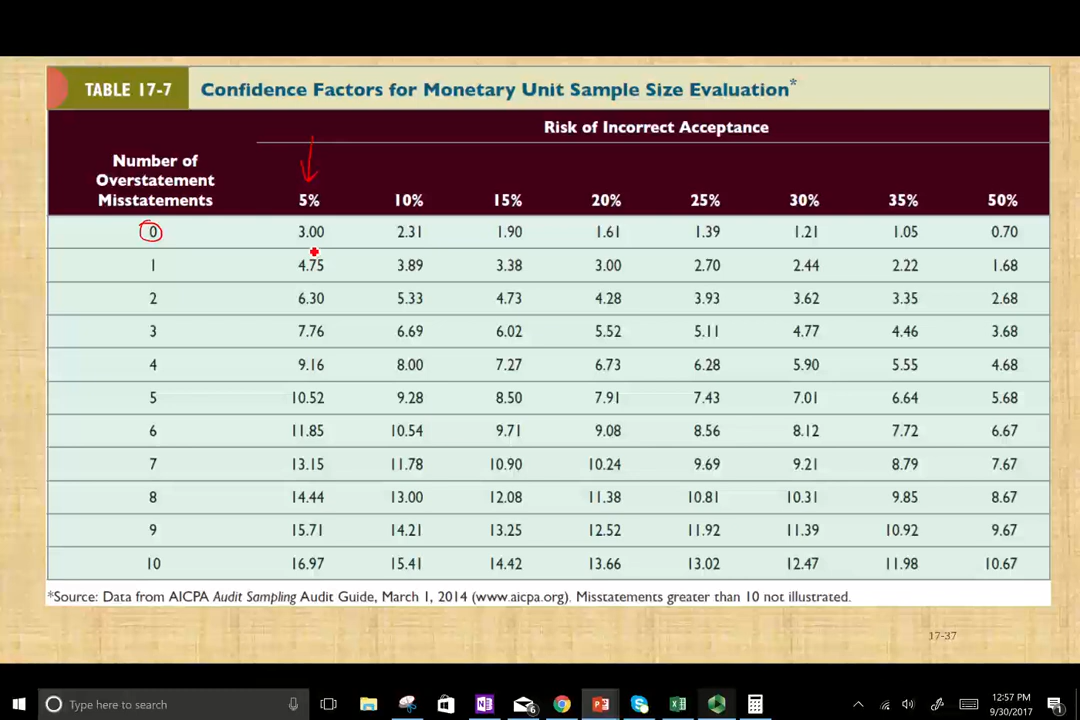 TABLE 17-7 Confidence Factors for Monetary Unit Sample Size Evaluation*
Risk of Incorrect Acceptance
Number of
Overstatement
Misstatements 5% 10% 15% 20% 25% 30% 35% 50%
0 3.00 2.31 1.90 1.61 1.39 1.21 1.05 0.70
1 4.75 3.89 3.38 3.00 2.70 2.44 2.22 1.68
2 6.30 5.33 4.73 4.28 3.93 3.62 3.35 2.68
3 7.76 6.69 6.02 5.52 5.11 4.77 4.46 3.68
4 9.16 8.00 7.27 6.73 6.28 5.90 5.55 4.68
5 10.52 9.28 8.50 7.91 7.43 7.01 6.64 5.68
6 11.85 10.54 9.71 9.08 8.56 8.12 7.72 6.67
7 13.15 11.78 10.90 10.24 9.69 9.21 8.79 7.67
8 14.44 13.00 12.08 11.38 10.81 10.31 9.85 8.67
9 15.71 14.21 13.25 12.52 11.92 11.39 10.92 9.67
10 16.97 15.41 14.42 13.66 13.02 12.47 11.98 10.67
*Source: Data from AICPA Audit Sampling Audit Guide, March 1, 2014 (www.aicpa.org). Misstatements greater than 10 not illustrated.
17-37
Type here to search
6
12:57 PM
9/30/2017
1